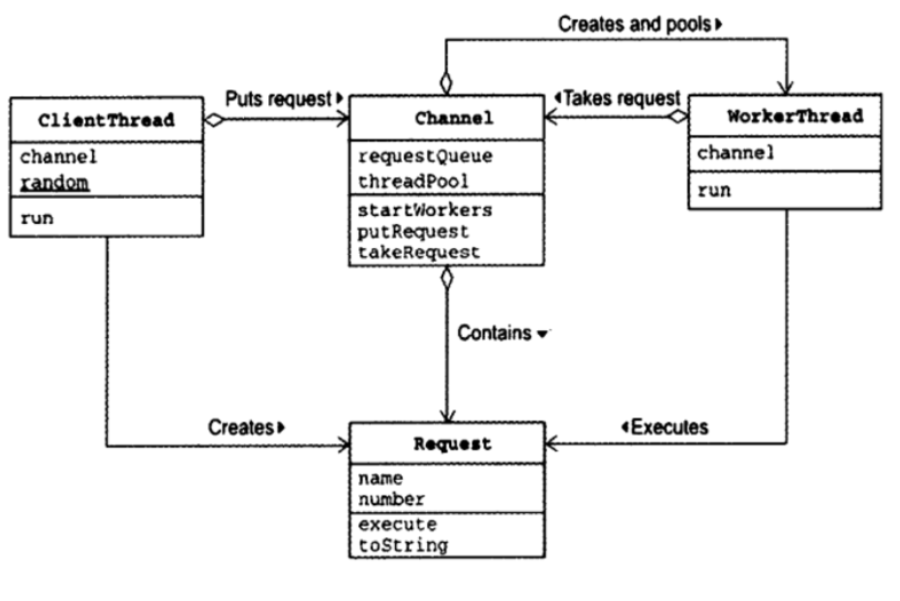 Creates and pools
Puts request
Takes request
ClientThread
channel
random
run
Channel
requestQueue
threadPool
startWorkers
putRequest
takeRequest
WorkerThread
channel
run
Contains
Creates
Executes
Request
name
number
execute
toString